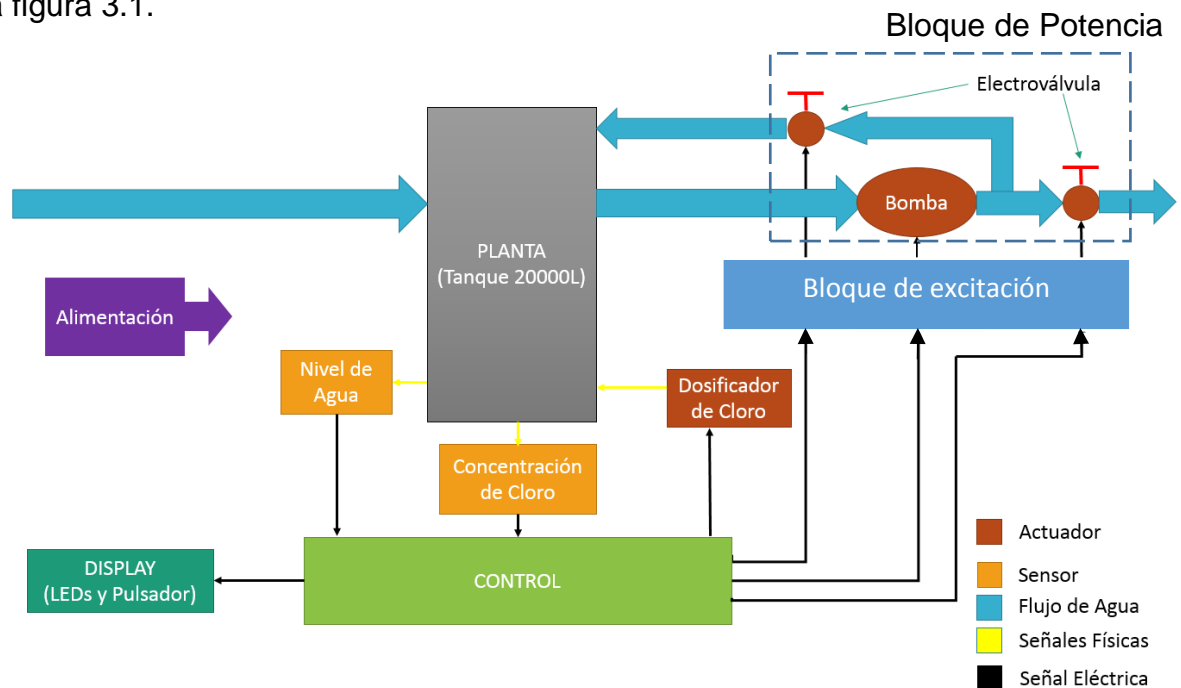 a figura 3.1.
Bloque de Potencia
Electroválvula
Bomba
PLANTA
(Tanque 20000L)
Bloque de excitación
Alimentación
Nivel de
Agua
Dosificador
de Cloro
Concentración
de Cloro
DISPLAY
(LEDs y Pulsador)
CONTROL
Actuador
Sensor
Flujo de Agua
Señales Físicas
Señal Eléctrica